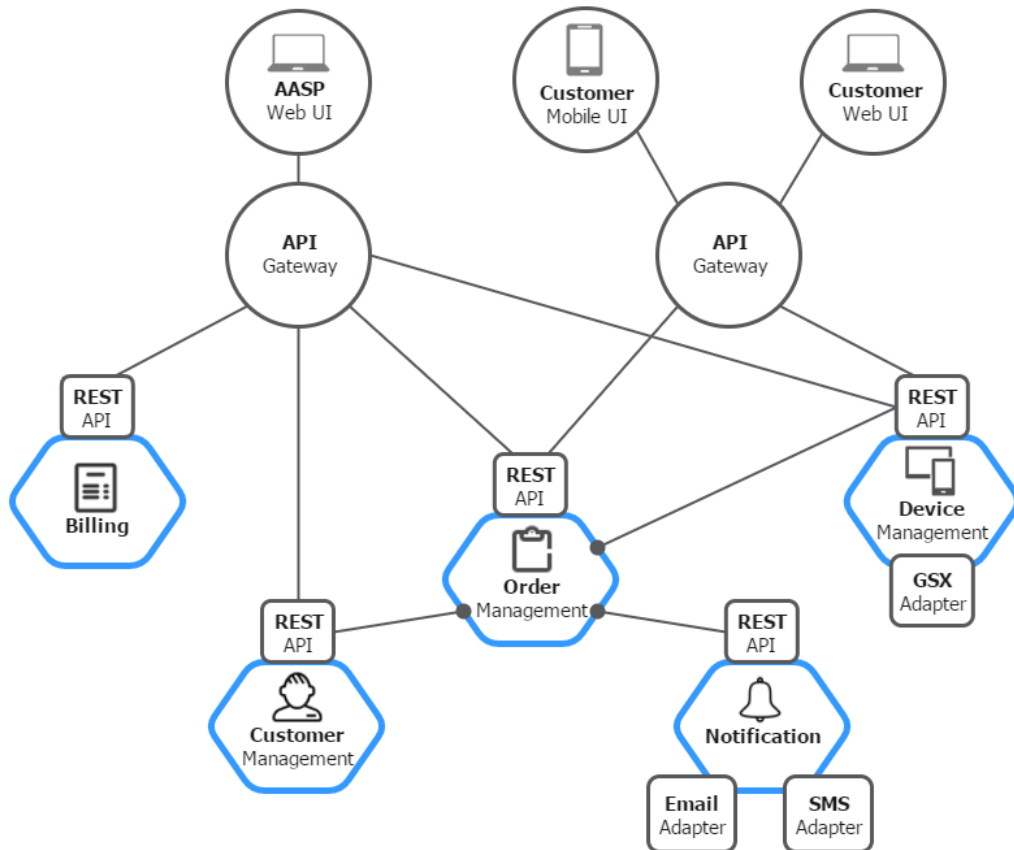 AASP
Web UI
Customer
Mobile UI
Customer
Web UI
API
Gateway
API
Gateway
REST
API
Billing
REST
API
Device
Management
GSX
Adapter
REST
API
Order
Management
REST
API
Customer
Management
REST
API
Notification
Email
Adapter
SMS
Adapter